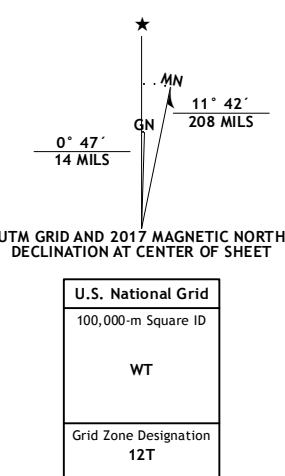 ★
MN
11° 42´
208 MILS
GN
0° 47´
14 MILS
UTM GRID AND 2017 MAGNETIC NORTH
DECLINATION AT CENTER OF SHEET
U.S. National Grid
100,000-m Square ID
WT
Grid Zone Designation
12T